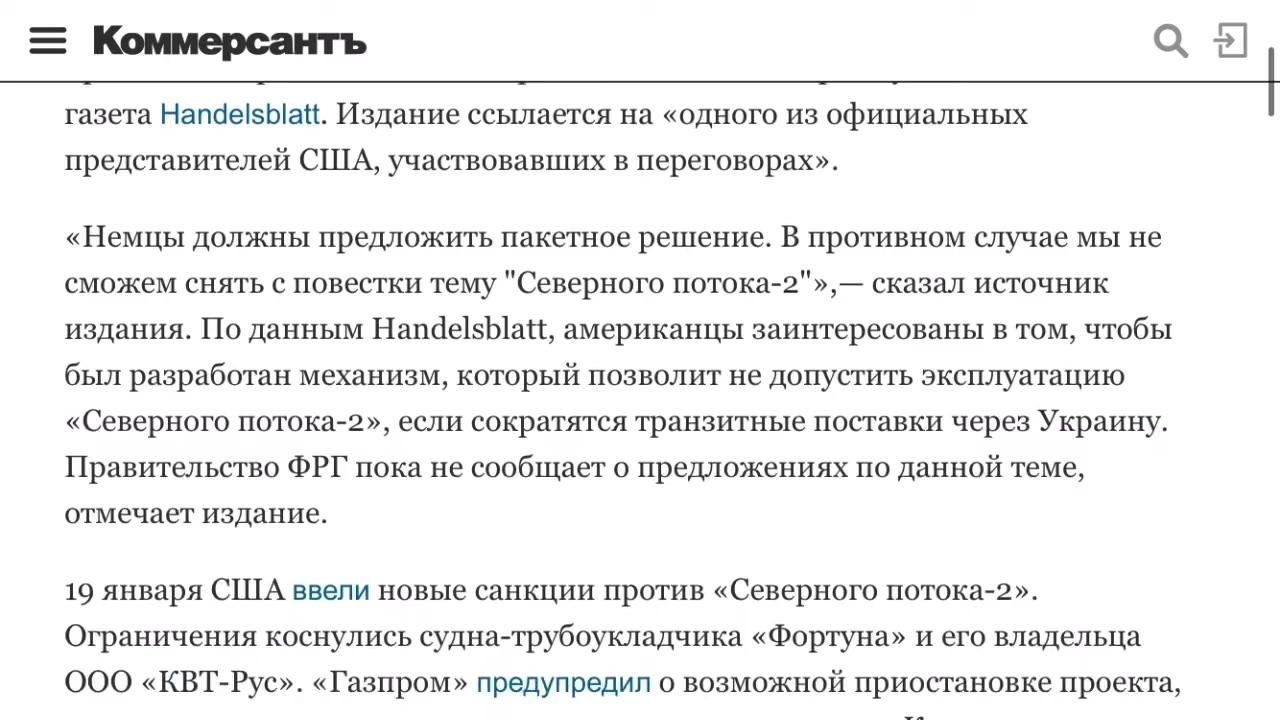 Коммерсантъ
газета Handelsblatt. Издание ссылается на «одного из официальных
представителей США, участвовавших в переговорах».
«Немцы должны предложить пакетное решение. В противном случае мы не
сможем снять с повестки тему "Северного потока-2"»,— сказал источник
издания. По данным Handelsblatt, американцы заинтересованы в том, чтобы
был разработан механизм, который позволит не допустить эксплуатацию
«Северного потока-2», если сократятся транзитные поставки через Украину.
Правительство ФРГ пока не сообщает о предложениях по данной теме,
отмечает издание.
19 января США ввели новые санкции против «Северного потока-2».
Ограничения коснулись судна-трубоукладчика «Фортуна» и его владельца
ООО «КВТ-Рус». «Газпром» предупредил о возможной приостановке проекта,